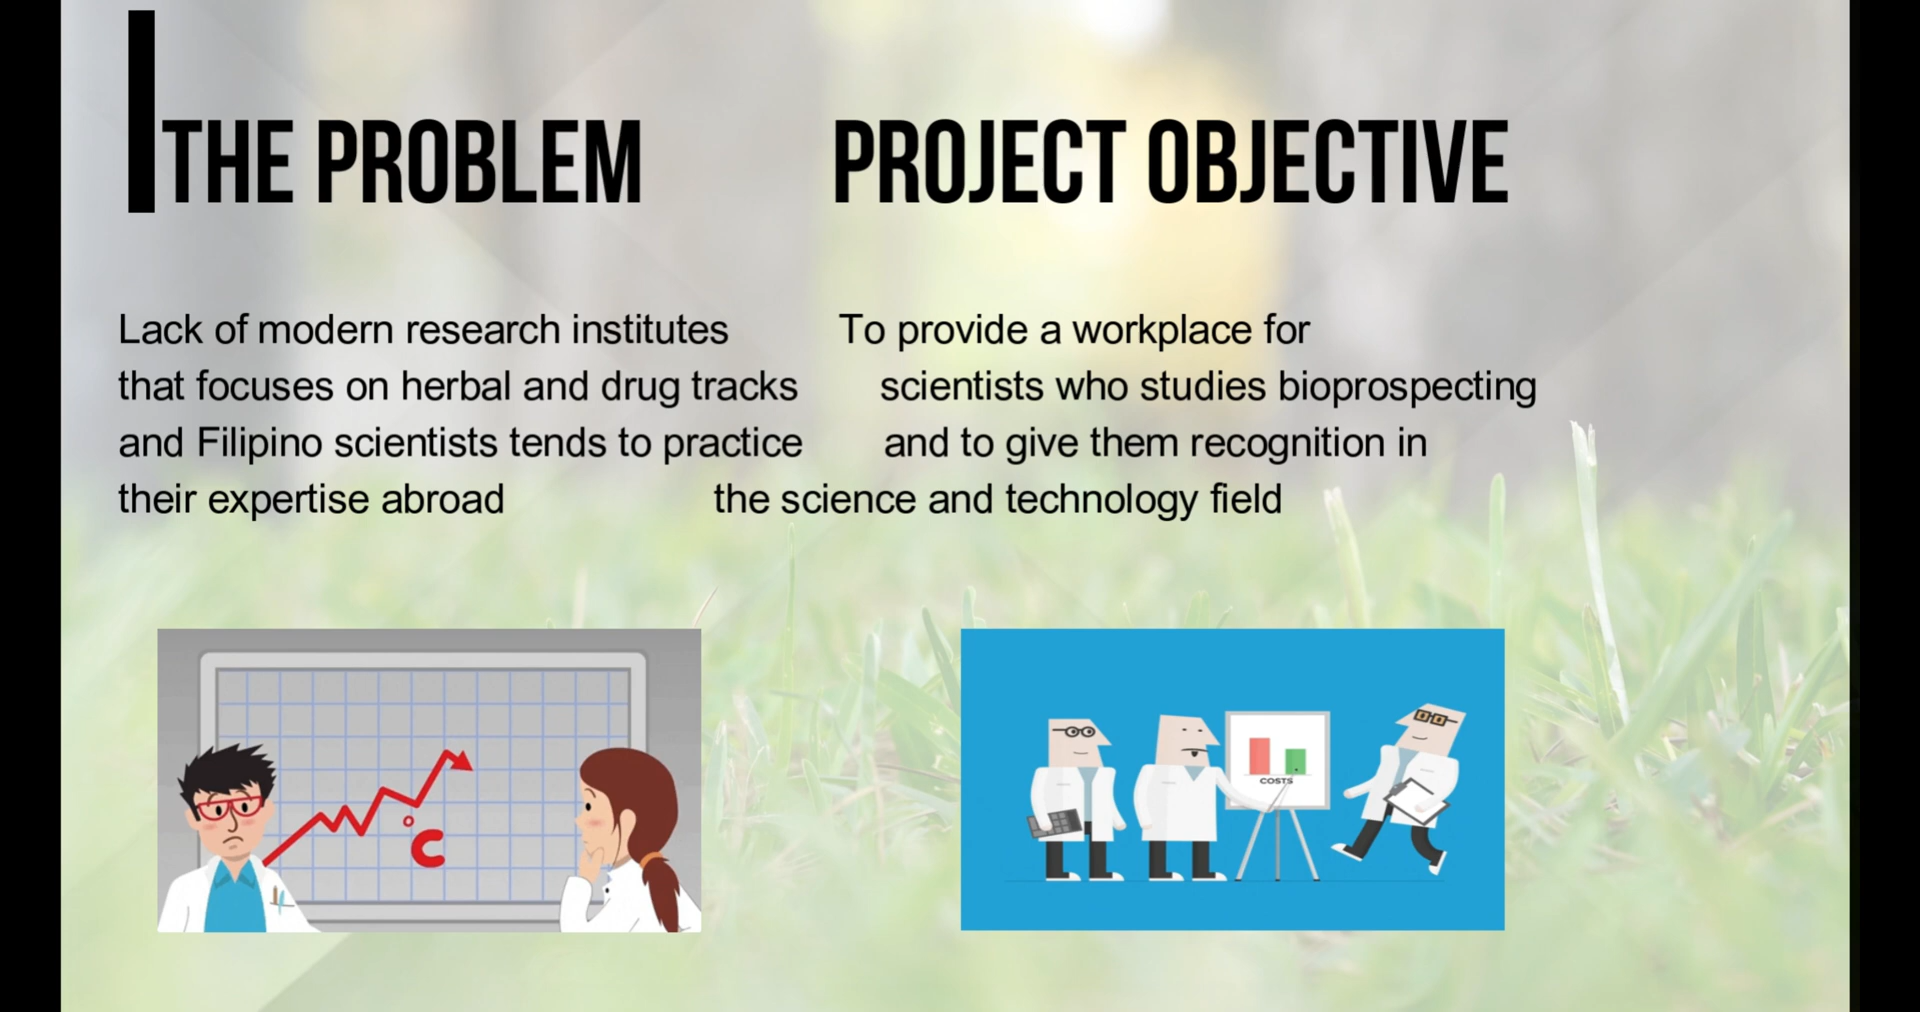 THE PROBLEM
Lack of modern research institutes
that focuses on herbal and drug tracks
and Filipino scientists tends to practice
their expertise abroad
PROJECT OBJECTIVE
To provide a workplace for
scientists who studies bioprospecting
and to give them recognition in
the science and technology field
°C
COSTS